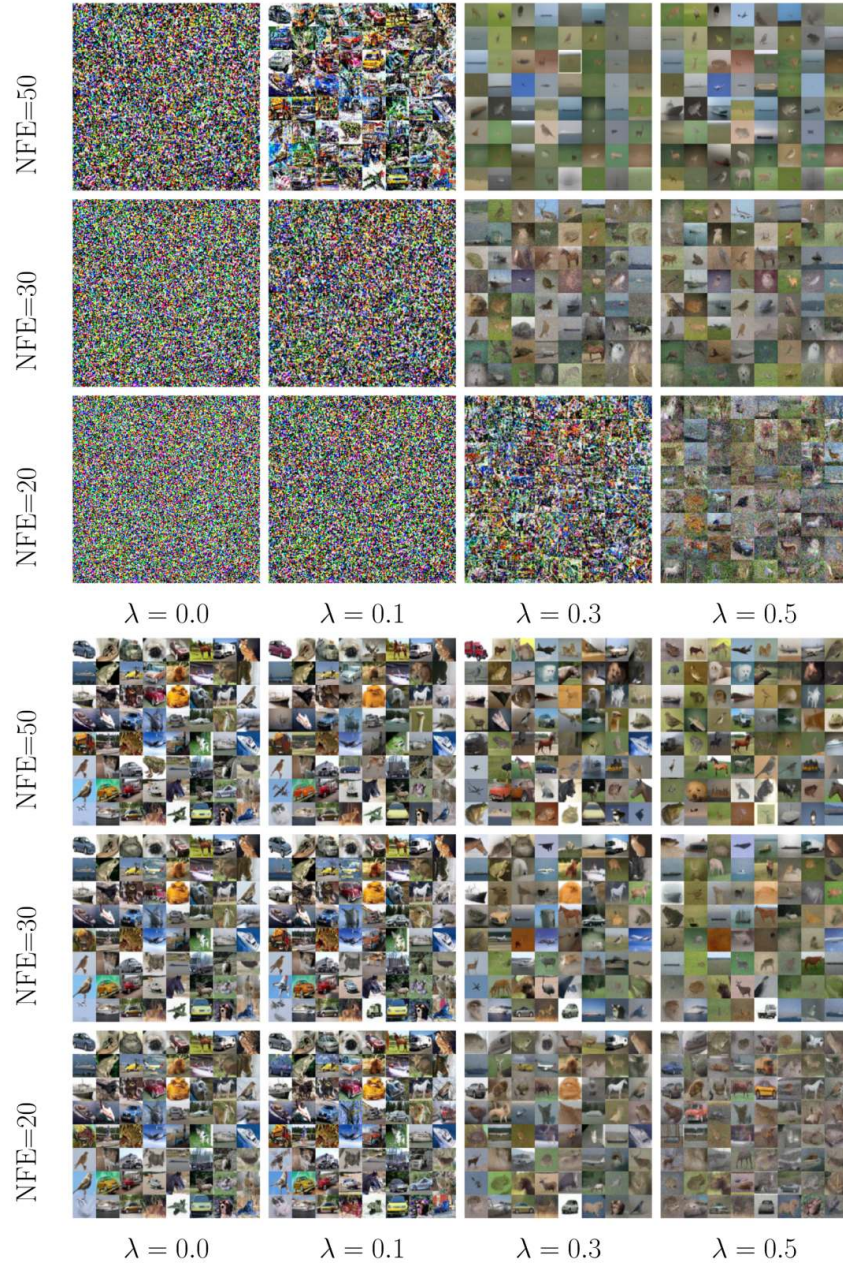 NFE=50
NFE=30
NFE=20
λ = 0.0 λ = 0.1 λ = 0.3 λ = 0.5
NFE=50
NFE=30
NFE=20
λ = 0.0 λ = 0.1 λ = 0.3 λ = 0.5